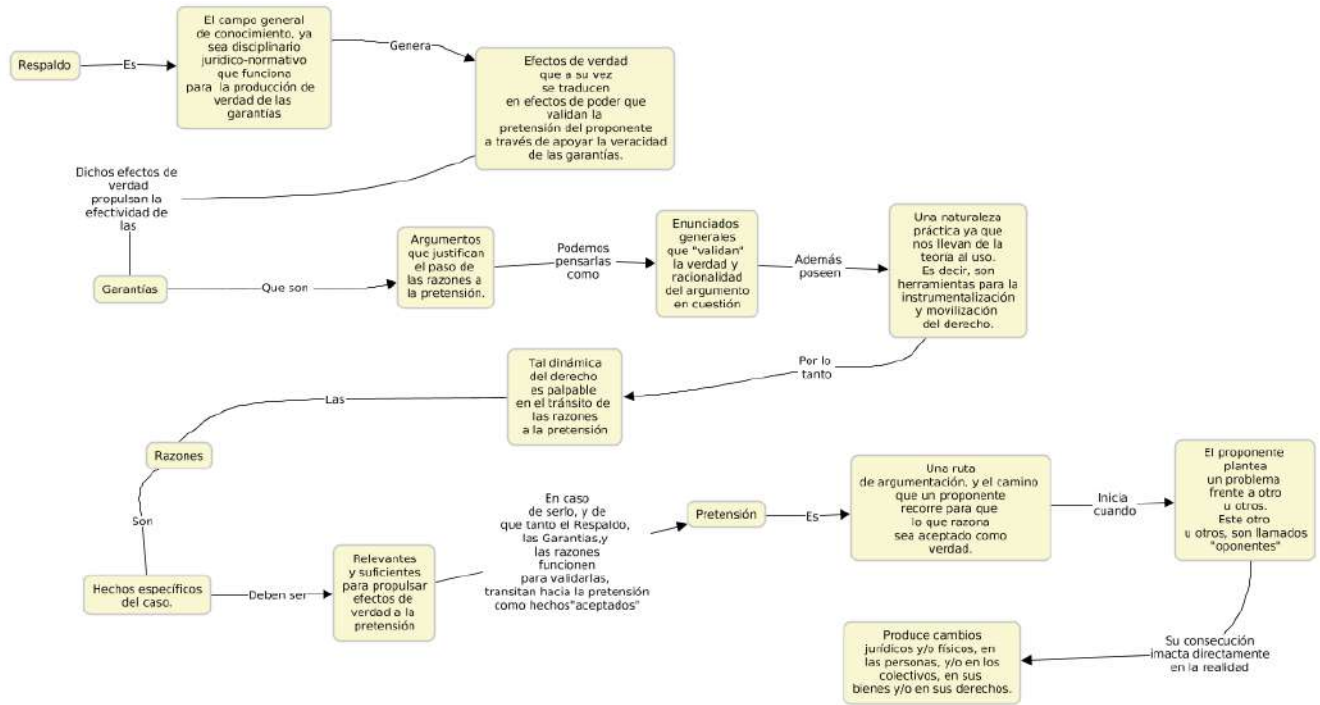 Respaldo
Es
El campo general
de conocimiento, ya
sea disciplinario
jurídico-normativo
que funciona
para la producción de
verdad de las
garantías
Genera
Efectos de verdad
que a su vez
se traducen
en efectos de poder que
validan la
pretensión del proponente
a través de apoyar la veracidad
de las garantías.
Dichos efectos de
verdad
propulsan la
efectividad de
las
Garantías
Que son
Argumentos
que justifican
el paso de
las razones a
la pretensión.
Podemos
pensarlas
como
Enunciados
generales
que "validan"
la verdad y
racionalidad
del argumento
en cuestión
Además
poseen
Una naturaleza
práctica ya que
nos llevan de la
teoría al uso.
Es decir, son
herramientas para la
instrumentalización
y movilización
del derecho.
Por lo
tanto
Tal dinámica
del derecho
es palpable
en el tránsito de
las razones
a la pretensión
Las
Razones
Son
Hechos específicos
del caso.
Deben ser
Relevantes
y suficientes
para propulsar
efectos de
verdad a la
pretensión
En caso
de serlo, y de
que tanto el Respaldo,
las Garantías,y
las razones
funcionen
para validarlas,
transitan hacia la pretensión
como hechos"aceptados"
Pretensión
Es
Una ruta
de argumentación, y el camino
que un proponente
recorre para que
lo que razona
sea aceptado como
verdad.
Inicia
cuando
El proponente
plantea
un problema
frente a otro
u otros.
Este otro
u otros, son llamados
"oponentes"
Su consecución
imacta directamente
en la realidad
Produce cambios
jurídicos y/o físicos, en
las personas, y/o en los
colectivos, en sus
bienes y/o en sus derechos.